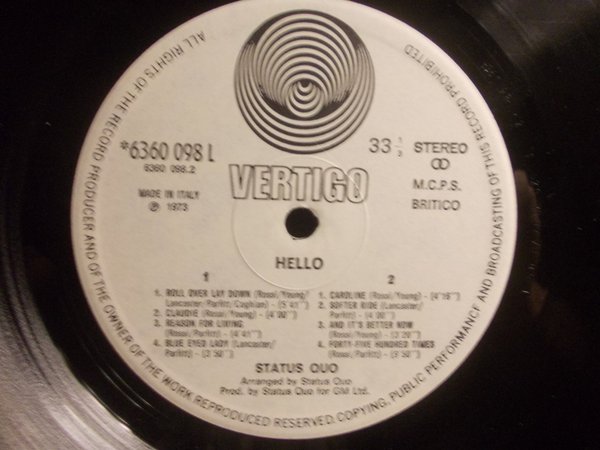 ALL RIGHTS OF THE RECORD PRODUCER AND OF THE OWNER OF THE WORK REPRODUCED RESERVED. COPYING, PUBLIC PERFORMANCE AND BROADCASTING OF THIS RECORD PROHIBITED
*6360 098 L
6360 098.2
33 1/3 STEREO
VERTIGO
M.C.P.S.
BRITICO
MADE IN ITALY
℗ 1973
HELLO
1
1. ROLL OVER LAY DOWN (Rossi/Young/
Lancaster/Parfitt/Coghlan) - (5'41")
2. CLAUDIE (Rossi/Young) - (4'00")
3. REASON FOR LIVING
(Rossi/Parfitt) - (4'41")
4. BLUE EYED LADY (Lancaster/
Parfitt) - (3'50")
2
1. CAROLINE (Rossi/Young) - (4'16")
2. SOFTER RIDE (Lancaster/
Parfitt) - (4'00")
3. AND IT'S BETTER NOW
(Rossi/Young) - (3'20")
4. FORTY-FIVE HUNDRED TIMES
(Rossi/Parfitt) - (3'50")
STATUS QUO
Arranged by Status Quo
Prod. by Status Quo for GM Ltd.